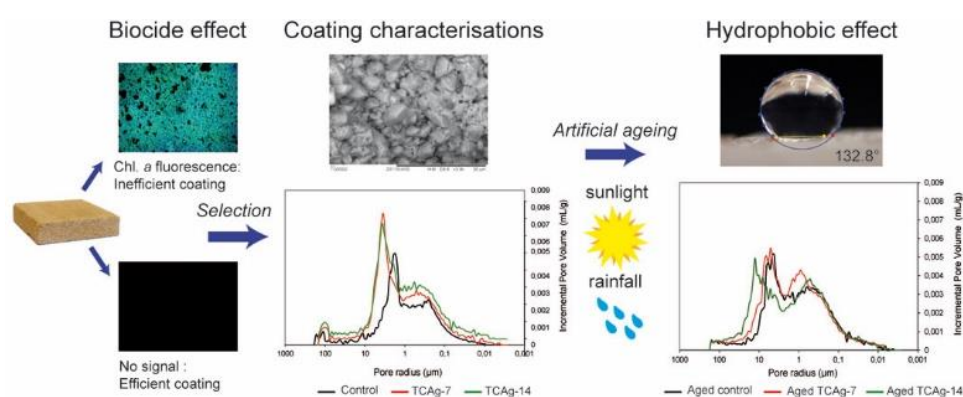 Biocide effect
Coating characterisations
Hydrophobic effect
Chl. a fluorescence:
Inefficient coating
Selection
No signal :
Efficient coating
0,009
0,008
0,007
0,006
0,005
0,005
0,004
0,003
0,002
0,001
0
Incremental Pore Volume (mL/g)
1000
100
10
1
0,1
0,01
0,001
Pore radius (µm)
Control
TCAg-7
TCAg-14
Artificial ageing
sunlight
rainfall
132.8°
0,009
0,008
0,007
0,006
0,005
0,004
0,003
0,002
0,001
0
Incremental Pore Volume (mL/g)
1000
100
10
1
0,1
0,01
0,001
Pore radius (µm)
Aged control
Aged TCAg-7
Aged TCAg-14